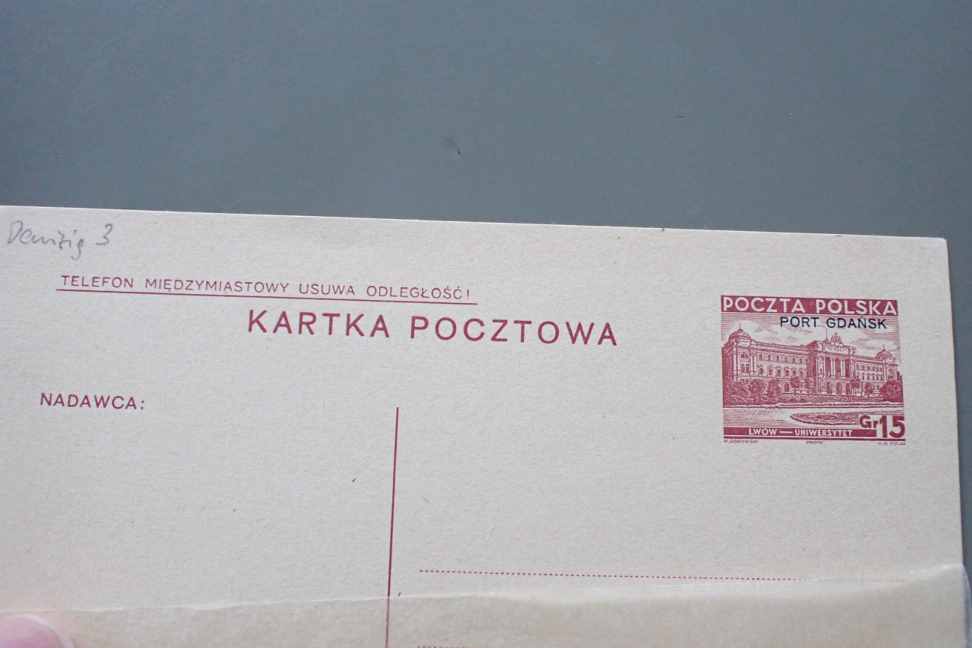 Danzig 3
TELEFON MIĘDZYMIASTOWY USUWA ODLEGŁOŚĆ!
KARTKA POCZTOWA
POCZTA POLSKA
PORT GDAŃSK
NADAWCA:
Gr 15
LWÓW — UNIWERSYTET